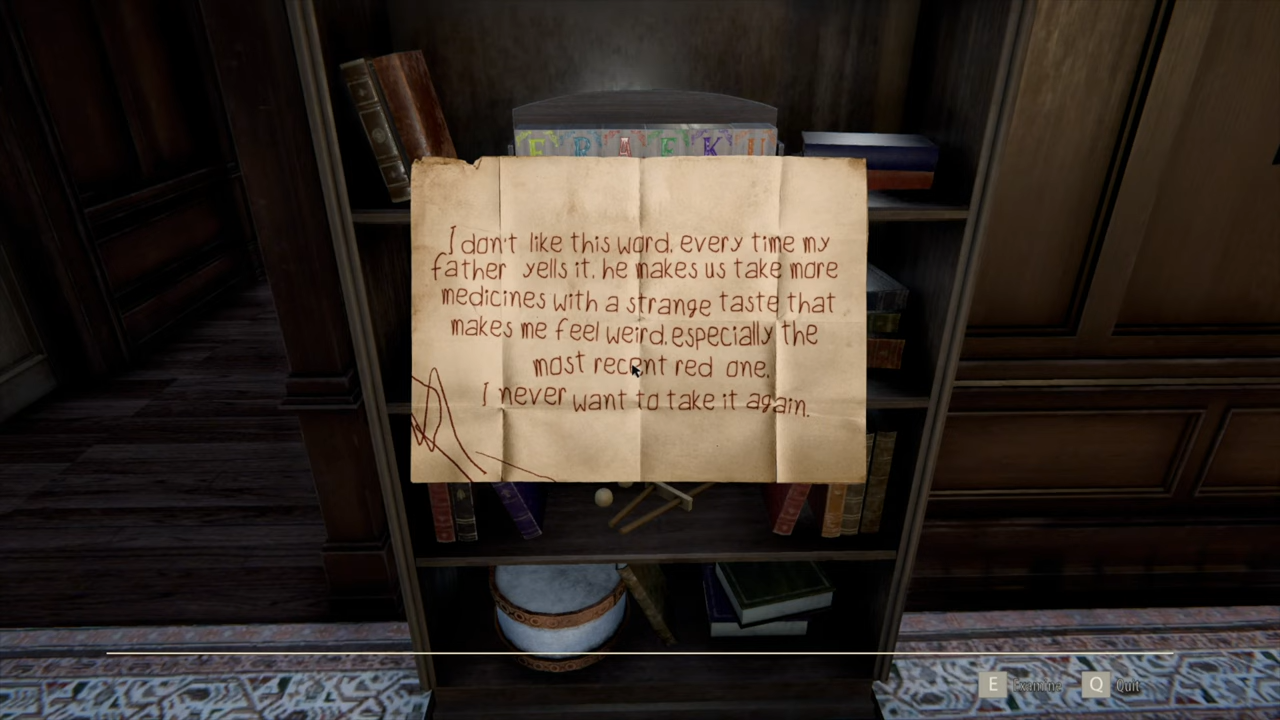 I don't like this word. every time my
father yells it. he makes us take more
medicines with a strange taste that
makes me feel weird. especially the
most recent red one.
I never want to take it again.
E Examine Q Quit